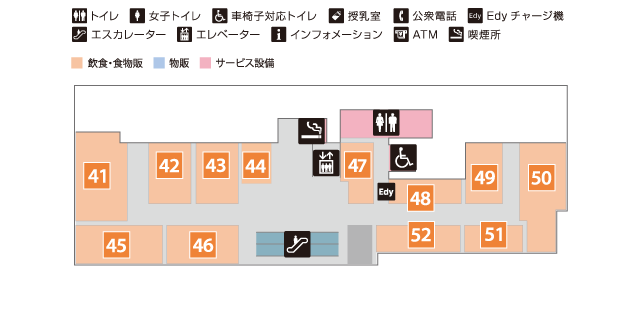 トイレ 女子トイレ 車椅子対応トイレ 授乳室 公衆電話 Edy Edyチャージ機
エスカレーター エレベーター インフォメーション ATM 喫煙所
飲食・食物販 物販 サービス設備
41 42 43 44 47 Edy 48 49 50
45 46 52 51